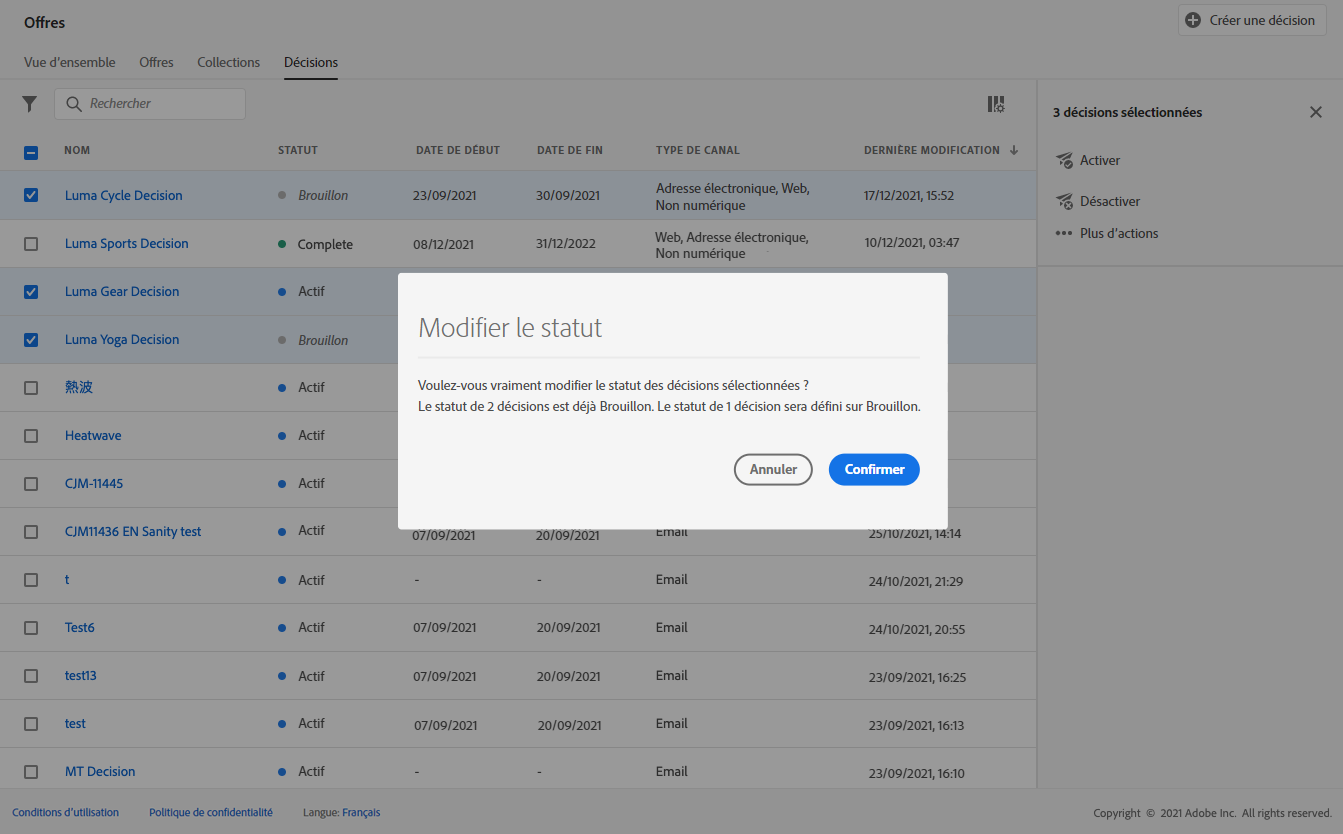 Offres
Créer une décision
Vue d'ensemble Offres Collections Décisions
Rechercher
3 décisions sélectionnées
Activer
Désactiver
Plus d'actions
NOM STATUT DATE DE DÉBUT DATE DE FIN TYPE DE CANAL DERNIÈRE MODIFICATION
Luma Cycle Decision Brouillon 23/09/2021 30/09/2021 Adresse électronique, Web, Non numérique 17/12/2021, 15:52
Luma Sports Decision Complete 08/12/2021 31/12/2022 Web, Adresse électronique, Non numérique 10/12/2021, 03:47
Luma Gear Decision Actif
Luma Yoga Decision Brouillon
熱波 Actif
Heatwave Actif
CJM-11445 Actif
Modifier le statut
Voulez-vous vraiment modifier le statut des décisions sélectionnées ?
Le statut de 2 décisions est déjà Brouillon. Le statut de 1 décision sera défini sur Brouillon.
Annuler Confirmer
CJM11436 EN Sanity test Actif 07/09/2021 20/09/2021 Email 25/10/2021, 14:14
t Actif - - Email 24/10/2021, 21:29
Test6 Actif 07/09/2021 20/09/2021 Email 24/10/2021, 20:55
test13 Actif 07/09/2021 20/09/2021 Email 23/09/2021, 16:25
test Actif 07/09/2021 20/09/2021 Email 23/09/2021, 16:13
MT Decision Actif - - Email 23/09/2021, 16:10
Conditions d'utilisation Politique de confidentialité Langue: Français Copyright © 2021 Adobe Inc. All rights reserved.